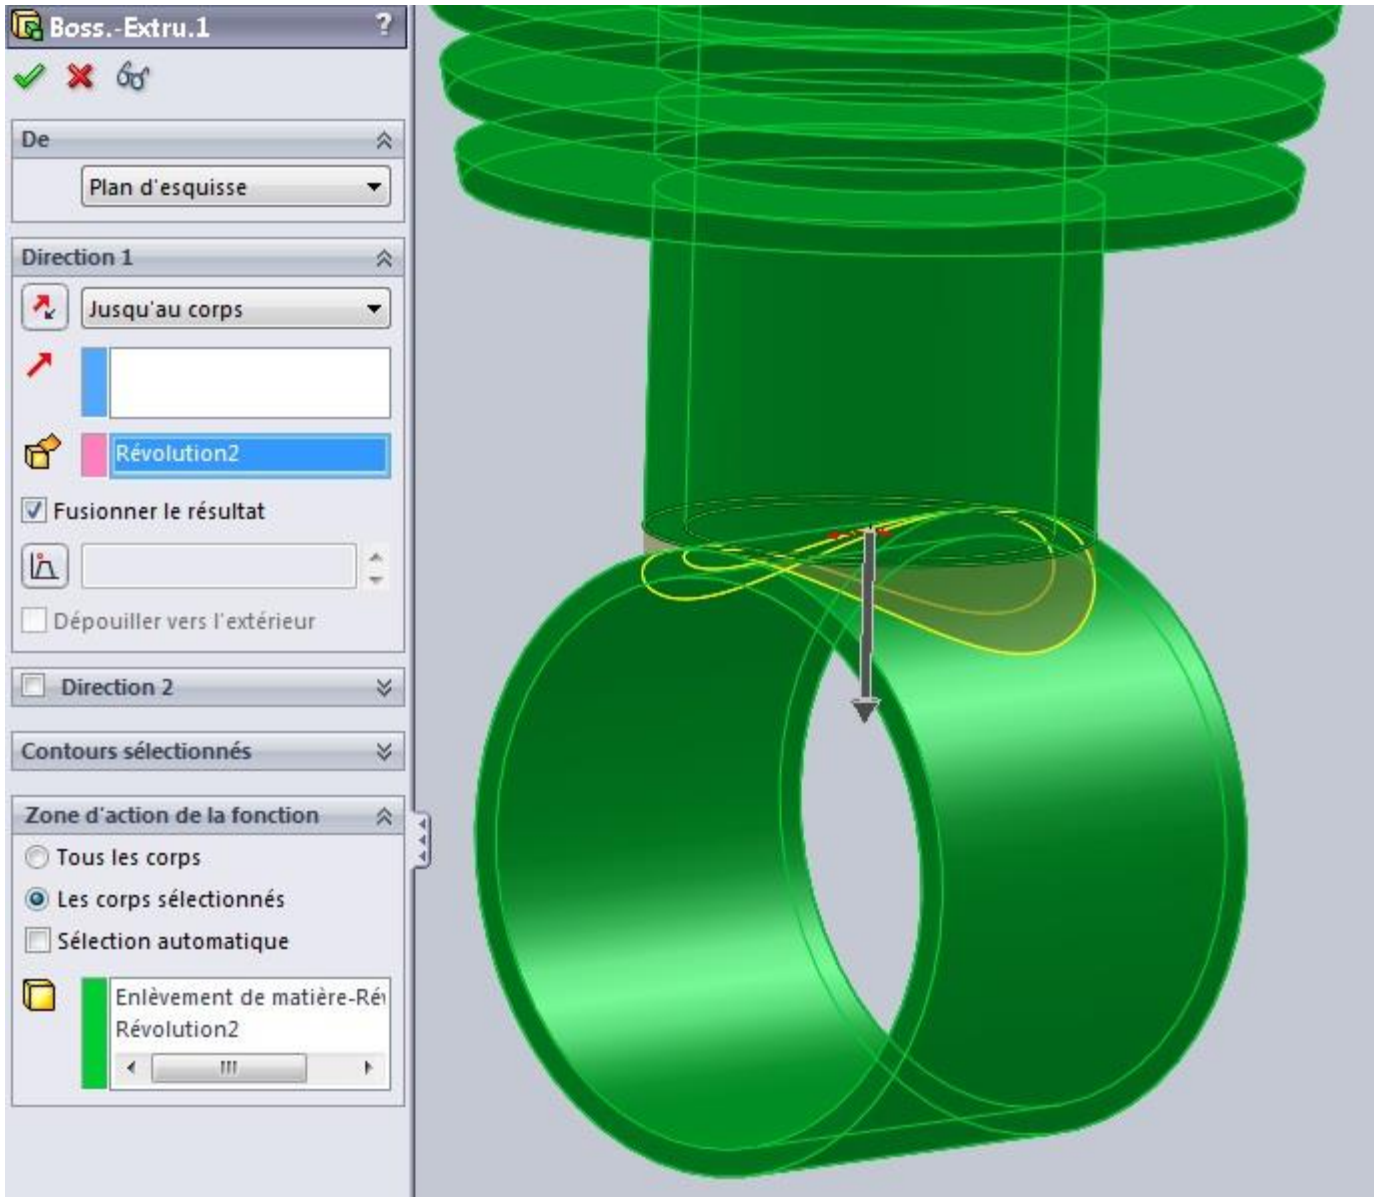 Boss.-Extru.1 ?
De
Plan d'esquisse
Direction 1
Jusqu'au corps
Révolution2
Fusionner le résultat
Dépouiller vers l'extérieur
Direction 2
Contours sélectionnés
Zone d'action de la fonction
Tous les corps
Les corps sélectionnés
Sélection automatique
Enlèvement de matière-Rév
Révolution2